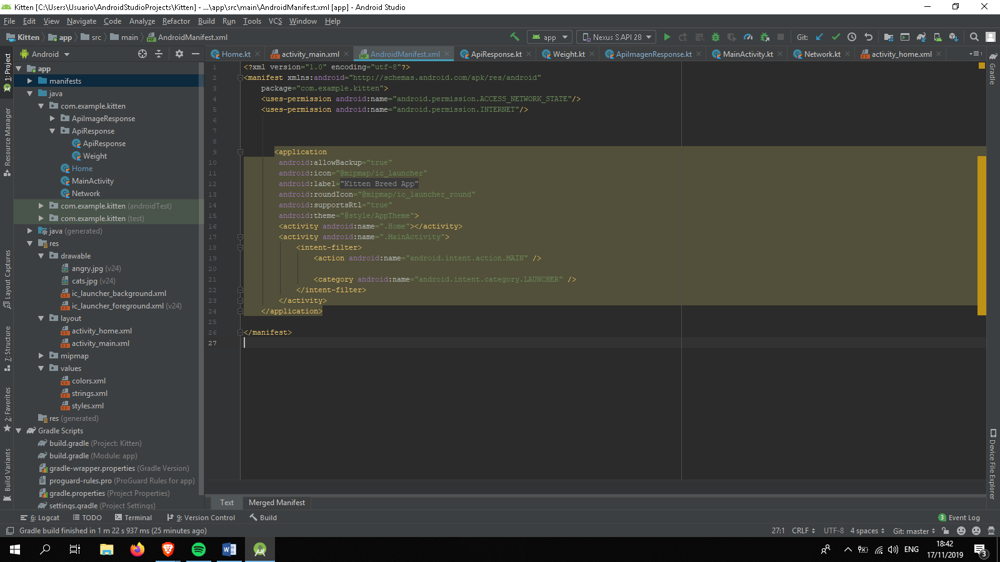 Kitten [C:\Users\Usuario\AndroidStudioProjects\Kitten] - ...\app\src\main\AndroidManifest.xml [app] - Android Studio
File Edit View Navigate Code Analyze Refactor Build Run Tools VCS Window Help
Kitten app src main AndroidManifest.xml app Nexus S API 28 Git:
1: Project
Resource Manager
Layout Captures
7: Structure
2: Favorites
Build Variants
Android
app
manifests
java
com.example.kitten
ApiImageResponse
ApiResponse
ApiResponse
Weight
Home
MainActivity
Network
com.example.kitten (androidTest)
com.example.kitten (test)
java (generated)
res
drawable
angry.jpg (v24)
cats.jpg (v24)
ic_launcher_background.xml
ic_launcher_foreground.xml (v24)
layout
activity_home.xml
activity_main.xml
mipmap
values
colors.xml
strings.xml
styles.xml
res (generated)
Gradle Scripts
build.gradle (Project: Kitten)
build.gradle (Module: app)
gradle-wrapper.properties (Gradle Version)
proguard-rules.pro (ProGuard Rules for app)
gradle.properties (Project Properties)
settings.gradle (Project Settings)
Home.kt activity_main.xml AndroidManifest.xml ApiResponse.kt Weight.kt ApiImagenResponse.kt MainActivity.kt Network.kt activity_home.xml
1 <?xml version="1.0" encoding="utf-8"?>
2 <manifest xmlns:android="http://schemas.android.com/apk/res/android"
3 package="com.example.kitten">
4 <uses-permission android:name="android.permission.ACCESS_NETWORK_STATE"/>
5 <uses-permission android:name="android.permission.INTERNET"/>
6
7
8
9 <application
10 android:allowBackup="true"
11 android:icon="@mipmap/ic_launcher"
12 android:label="Kitten Breed App"
13 android:roundIcon="@mipmap/ic_launcher_round"
14 android:supportsRtl="true"
15 android:theme="@style/AppTheme">
16 <activity android:name=".Home"></activity>
17 <activity android:name=".MainActivity">
18 <intent-filter>
19 <action android:name="android.intent.action.MAIN" />
20
21 <category android:name="android.intent.category.LAUNCHER" />
22 </intent-filter>
23 </activity>
24 </application>
25
26 </manifest>
27
Gradle
Device File Explorer
Text Merged Manifest
6: Logcat TODO Terminal 9: Version Control Build 3 Event Log
Gradle build finished in 1 m 22 s 937 ms (25 minutes ago) 27:1 CRLF UTF-8 4 spaces Git: master
ENG 18:42
17/11/2019 3